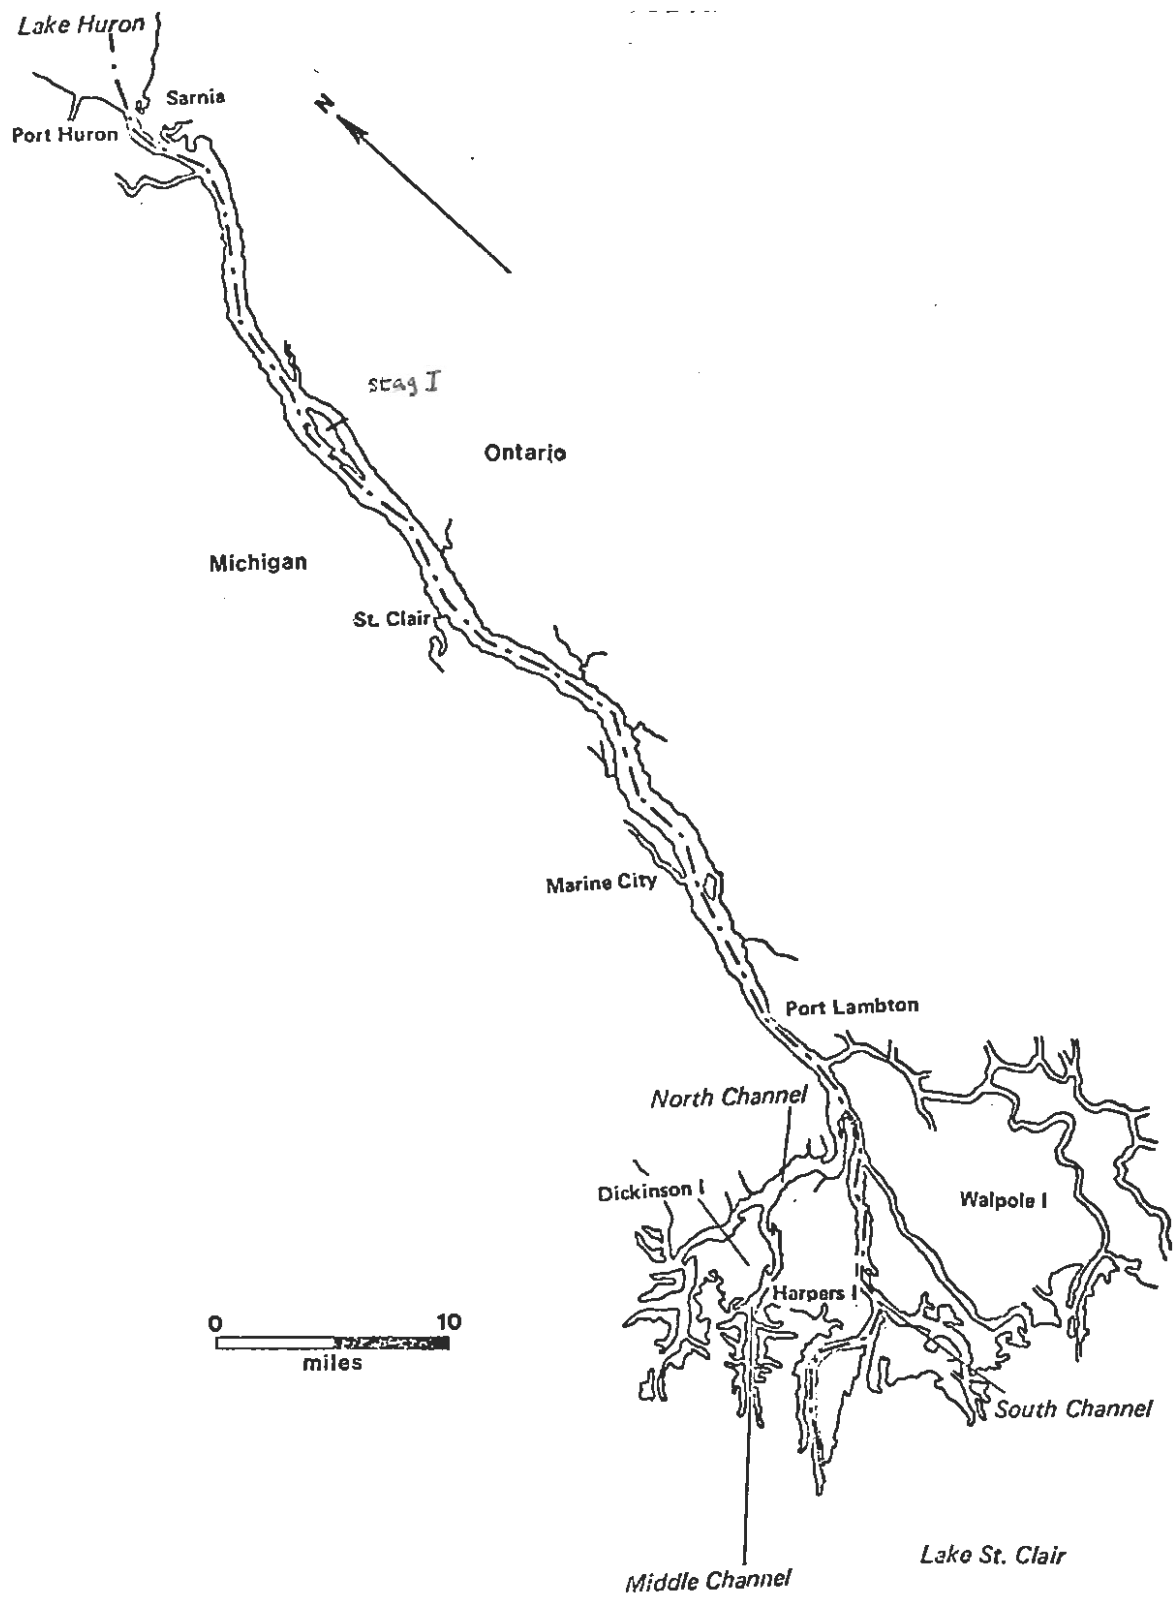 Lake Huron
Sarnia
Port Huron
N
stag I
Ontario
Michigan
St. Clair
Marine City
Port Lambton
North Channel
Dickinson I
Walpole I
Harpers I
0 10
miles
South Channel
Lake St. Clair
Middle Channel